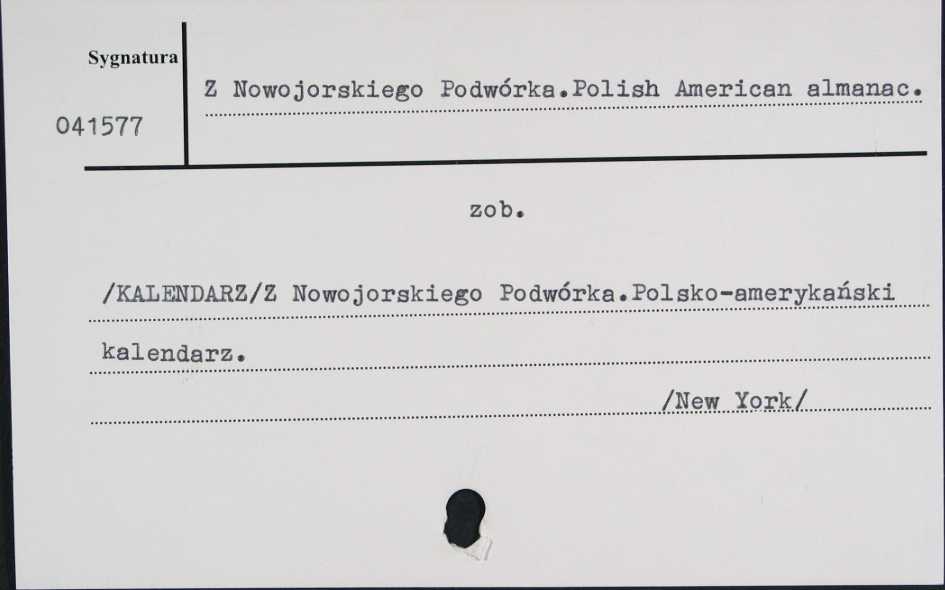 Sygnatura
Z Nowojorskiego Podwórka.Polish American almanac.
041577
zob.
/KALENDARZ/Z Nowojorskiego Podwórka.Polsko-amerykański
kalendarz.
/New York/